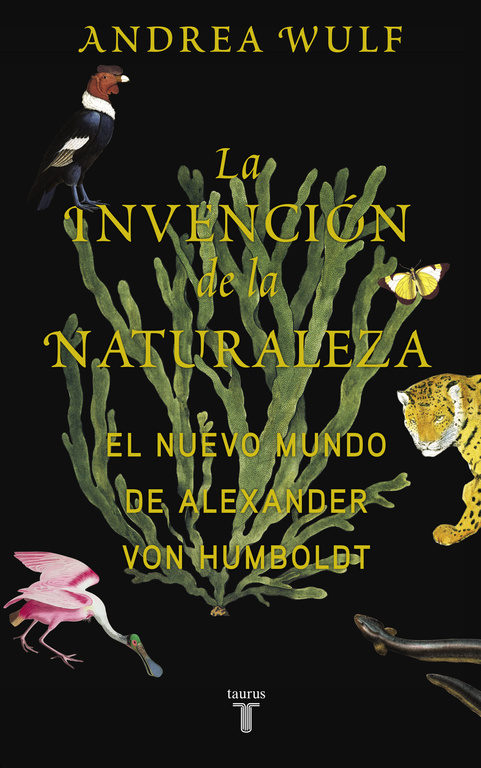 ANDREA WULF
La
INVENCIÓN
de la
NATURALEZA
EL NUEVO MUNDO
DE ALEXANDER
VON HUMBOLDT
taurus
T